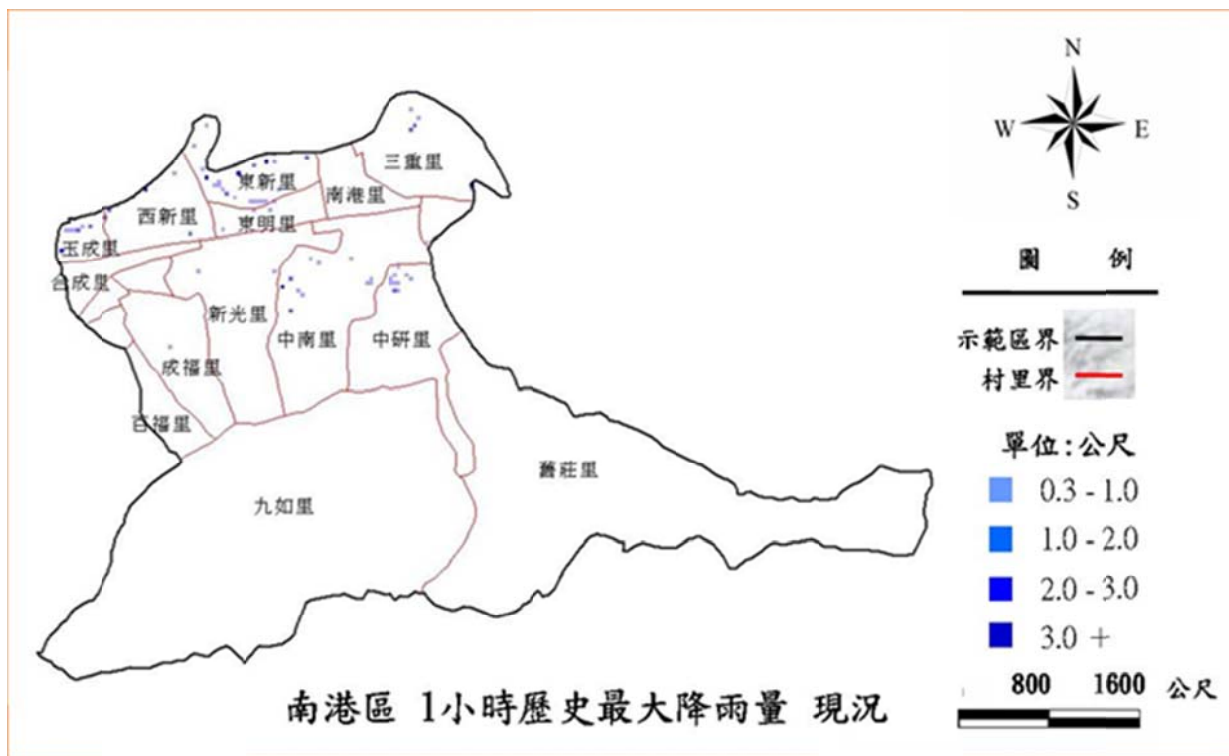 N
W
E
S
三重里
東新里
南港里
西新里
東明里
玉成里
合成里
新光里
中南里
中研里
成福里
百福里
舊莊里
九如里
圖 例
示範區界
村里界
單位:公尺
0.3 - 1.0
1.0 - 2.0
2.0 - 3.0
3.0 +
800 1600 公尺
南港區 1小時歷史最大降雨量 現況